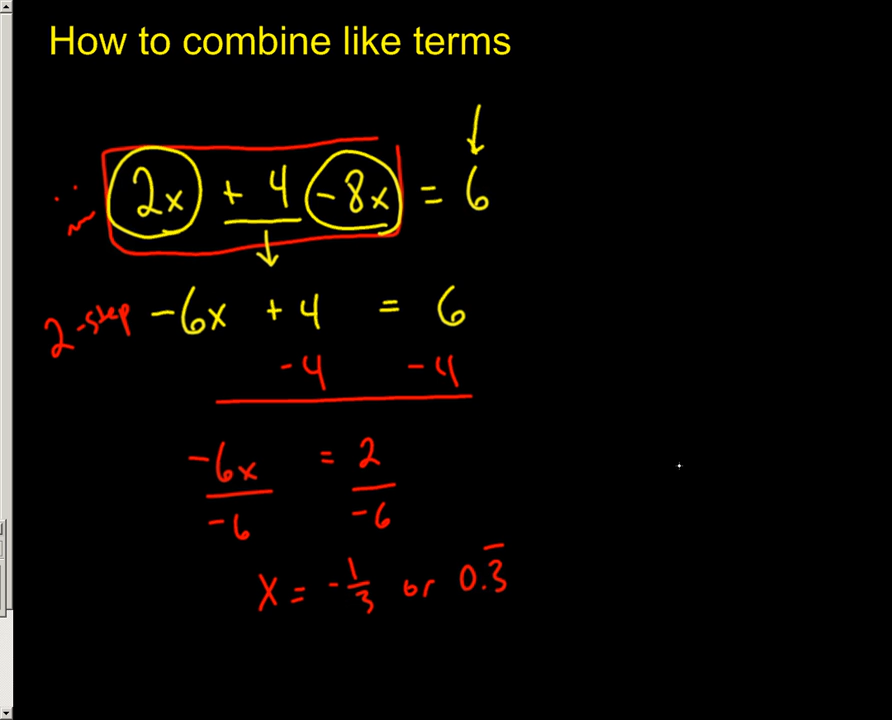 How to combine like terms
2x + 4 -8x = 6
2-step -6x + 4 = 6
-4 -4
-6x = 2
-6 -6
x = -1/3 or 0.3̅